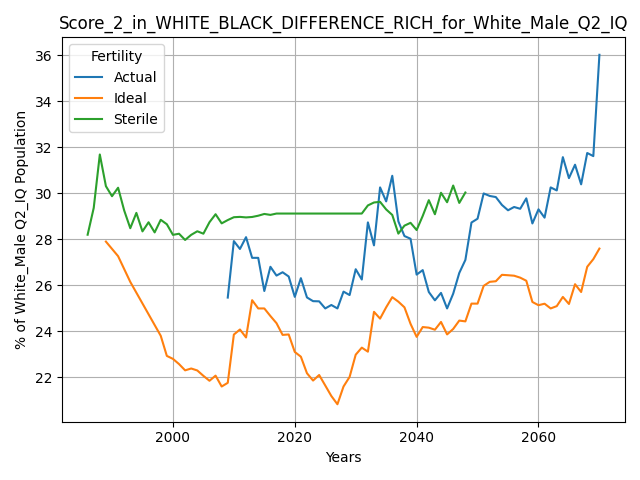 Score_2_in_WHITE_BLACK_DIFFERENCE_RICH_for_White_Male_Q2_IQ
Fertility
Actual
Ideal
Sterile
% of White_Male Q2_IQ Population
36
34
32
30
28
26
24
22
2000
2020
2040
2060
Years